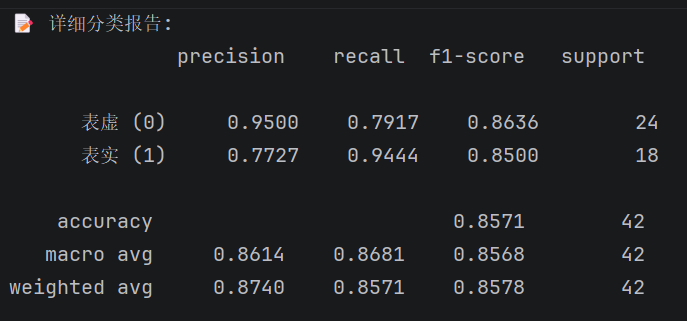 📝 详细分类报告:
precision recall f1-score support
表虚 (0) 0.9500 0.7917 0.8636 24
表实 (1) 0.7727 0.9444 0.8500 18
accuracy 0.8571 42
macro avg 0.8614 0.8681 0.8568 42
weighted avg 0.8740 0.8571 0.8578 42